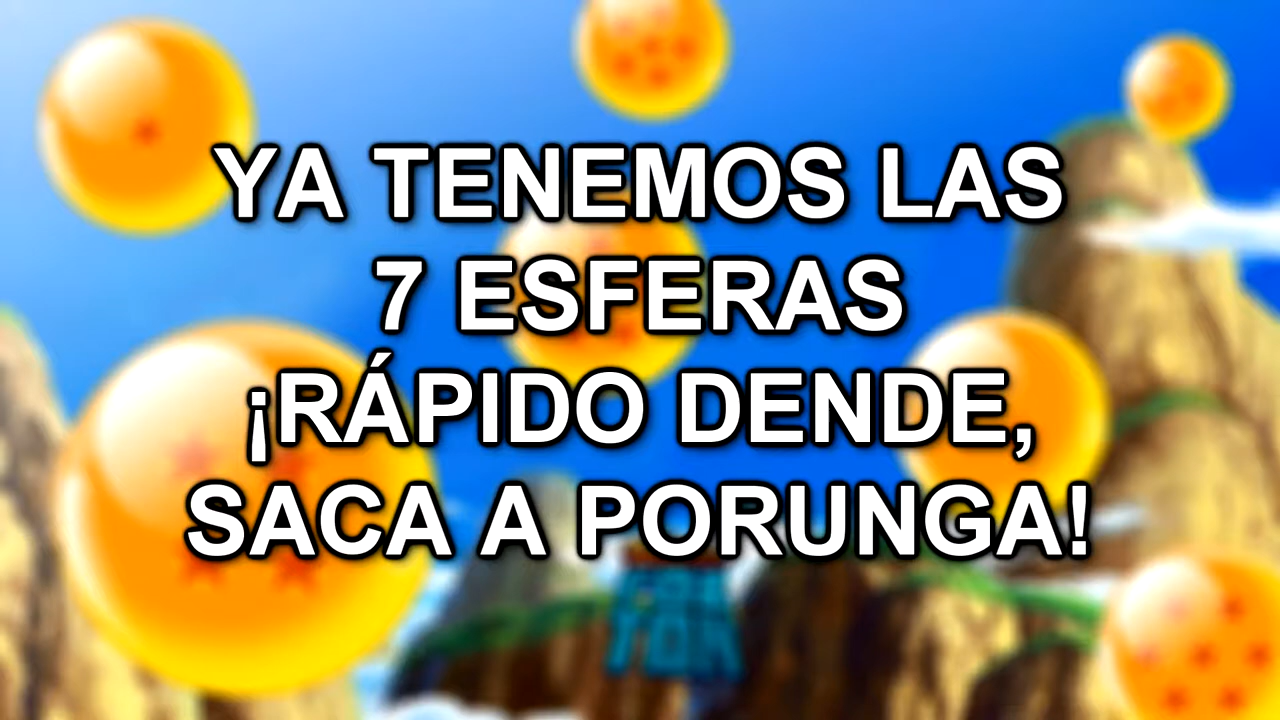 YA TENEMOS LAS
7 ESFERAS
¡RÁPIDO DENDE,
SACA A PORUNGA!